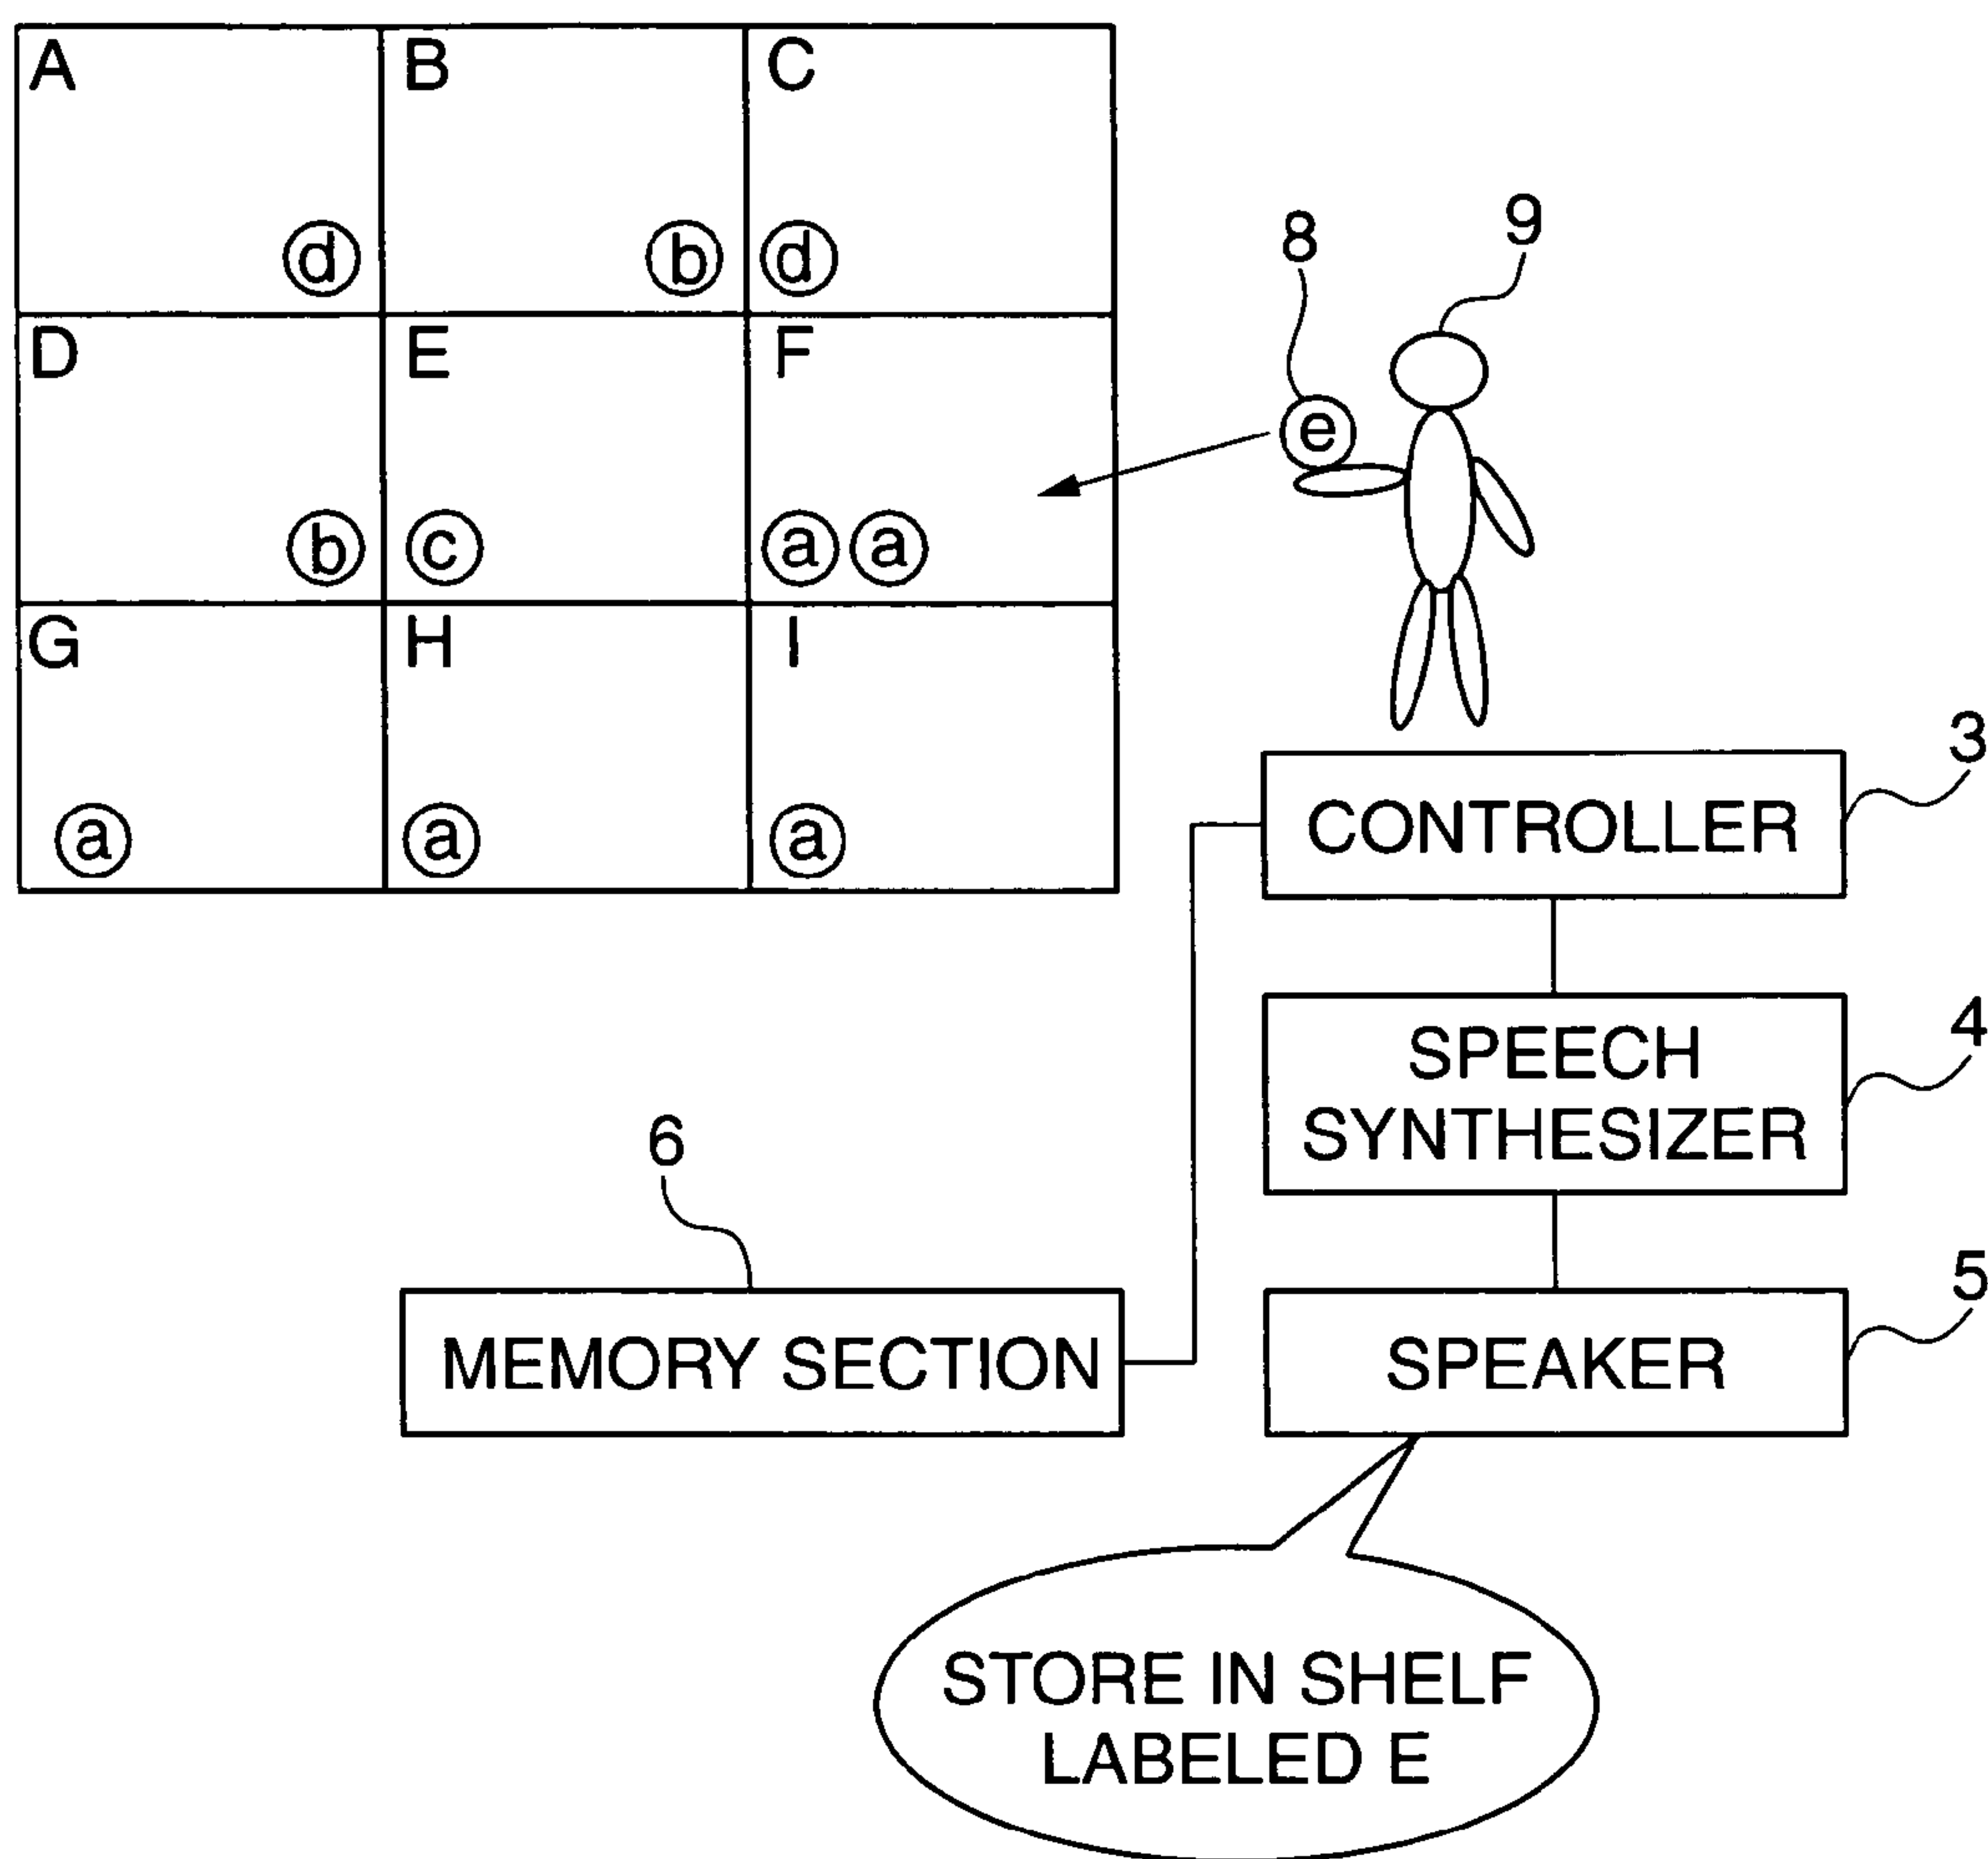 A B C
d b d
8 9
D E F
e
b c a a
G H I
3
CONTROLLER
a a a
4
SPEECH
SYNTHESIZER
6
5
MEMORY SECTION
SPEAKER
STORE IN SHELF
LABELED E